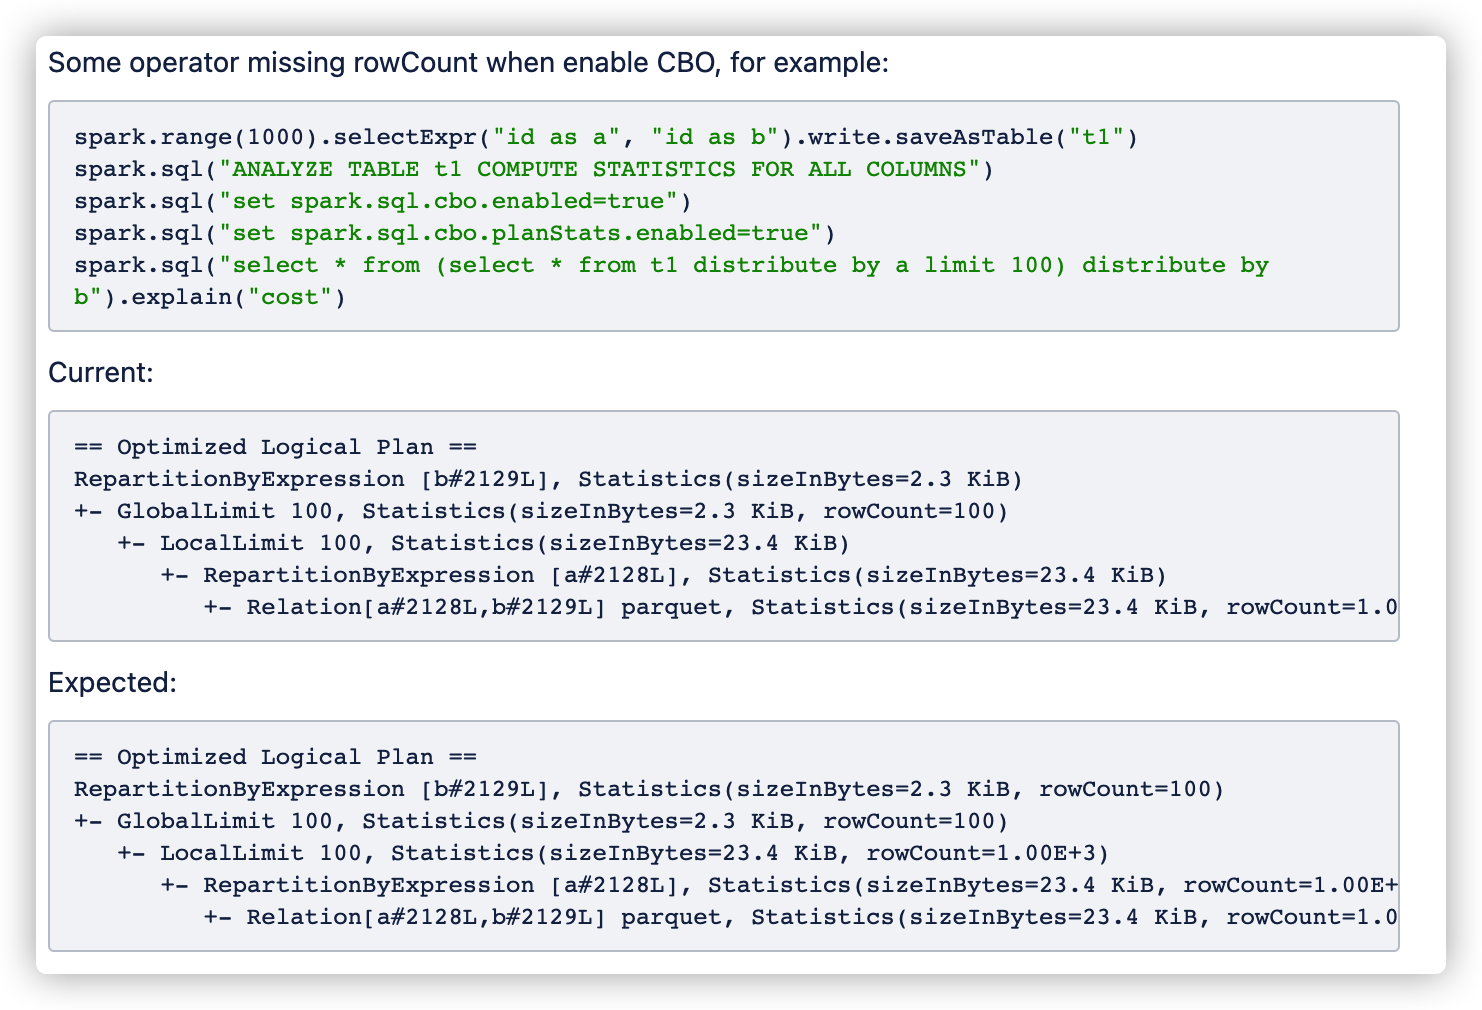 Some operator missing rowCount when enable CBO, for example:
spark.range(1000).selectExpr("id as a", "id as b").write.saveAsTable("t1")
spark.sql("ANALYZE TABLE t1 COMPUTE STATISTICS FOR ALL COLUMNS")
spark.sql("set spark.sql.cbo.enabled=true")
spark.sql("set spark.sql.cbo.planStats.enabled=true")
spark.sql("select * from (select * from t1 distribute by a limit 100) distribute by
b").explain("cost")
Current:
== Optimized Logical Plan ==
RepartitionByExpression [b#2129L], Statistics(sizeInBytes=2.3 KiB)
+- GlobalLimit 100, Statistics(sizeInBytes=2.3 KiB, rowCount=100)
   +- LocalLimit 100, Statistics(sizeInBytes=23.4 KiB)
      +- RepartitionByExpression [a#2128L], Statistics(sizeInBytes=23.4 KiB)
         +- Relation[a#2128L,b#2129L] parquet, Statistics(sizeInBytes=23.4 KiB, rowCount=1.0
Expected:
== Optimized Logical Plan ==
RepartitionByExpression [b#2129L], Statistics(sizeInBytes=2.3 KiB, rowCount=100)
+- GlobalLimit 100, Statistics(sizeInBytes=2.3 KiB, rowCount=100)
   +- LocalLimit 100, Statistics(sizeInBytes=23.4 KiB, rowCount=1.00E+3)
      +- RepartitionByExpression [a#2128L], Statistics(sizeInBytes=23.4 KiB, rowCount=1.00E+
         +- Relation[a#2128L,b#2129L] parquet, Statistics(sizeInBytes=23.4 KiB, rowCount=1.0